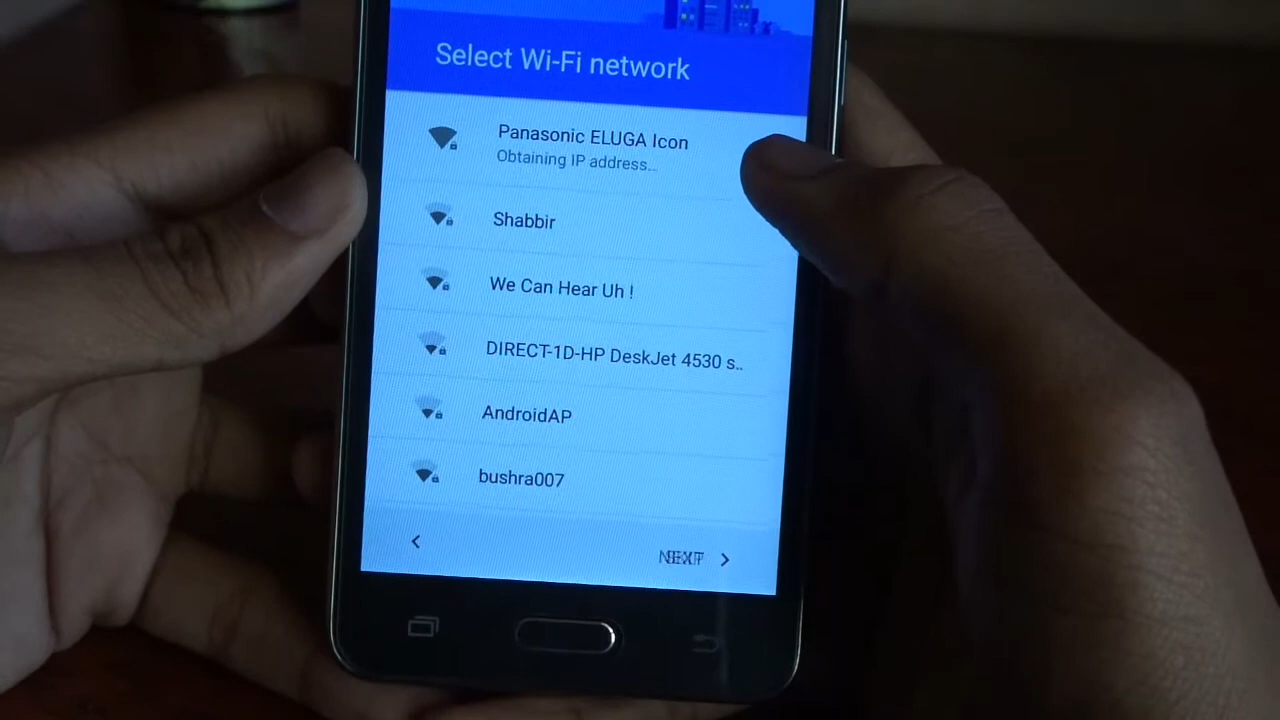 Select Wi-Fi network
Panasonic ELUGA Icon
Obtaining IP address...
Shabbir
We Can Hear Uh !
DIRECT-1D-HP DeskJet 4530 s..
AndroidAP
bushra007
NEXT